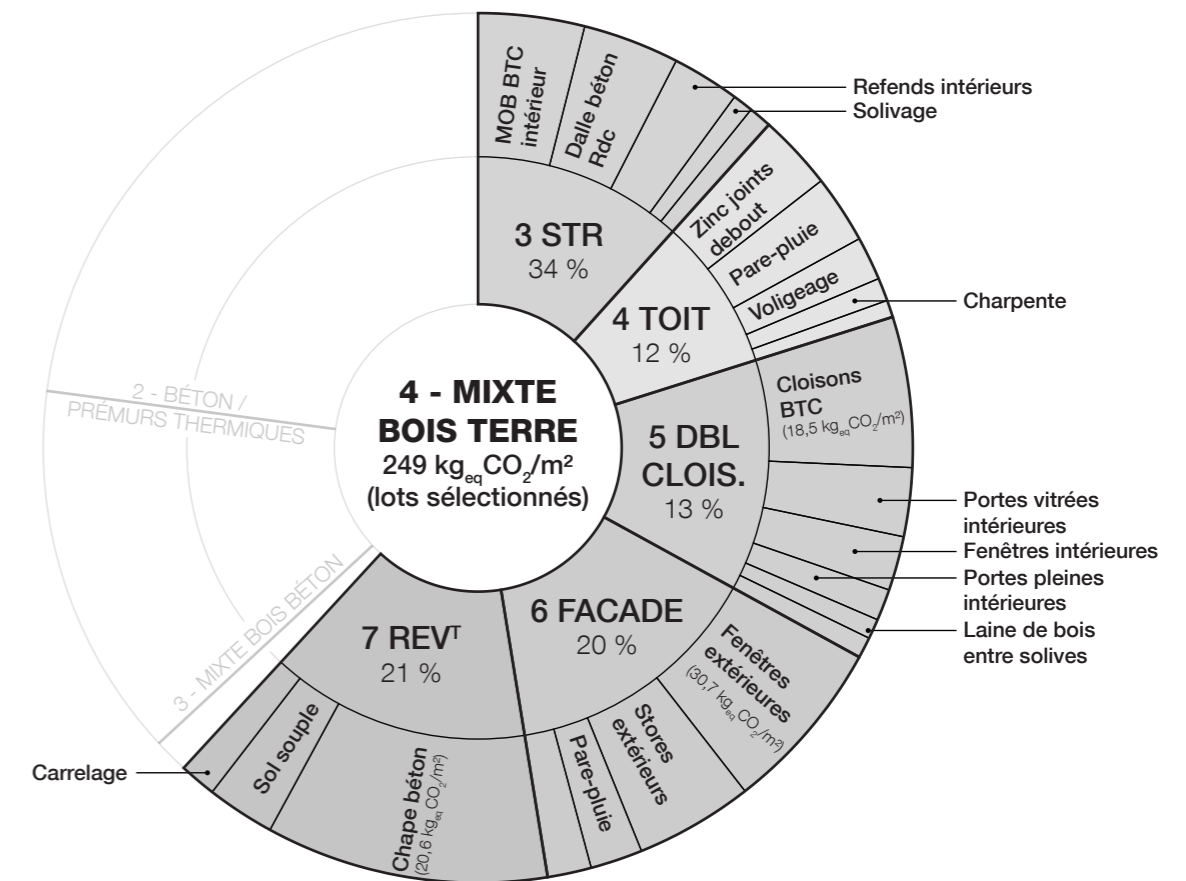 MOB BTC
intérieur
Dalle béton
Rdc
Refends intérieurs
Solivage
3 STR
34 %
Zinc joints
debout
Pare-pluie
Voligeage
Charpente
4 TOIT
12 %
2 - BÉTON /
PRÉMURS THERMIQUES
4 - MIXTE
BOIS TERRE
249 kgeqCO2/m²
(lots sélectionnés)
Cloisons
BTC
(18,5 kgeqCO2/m²)
5 DBL
CLOIS.
13 %
Portes vitrées
intérieures
Fenêtres intérieures
Portes pleines
intérieures
Laine de bois
entre solives
3 - MIXTE BOIS BÉTON
6 FACADE
20 %
Fenêtres
extérieures
(30,7 kgeqCO2/m²)
Stores
extérieurs
Pare-pluie
7 REVT
21 %
Chape béton
(20,6 kgeqCO2/m²)
Sol souple
Carrelage